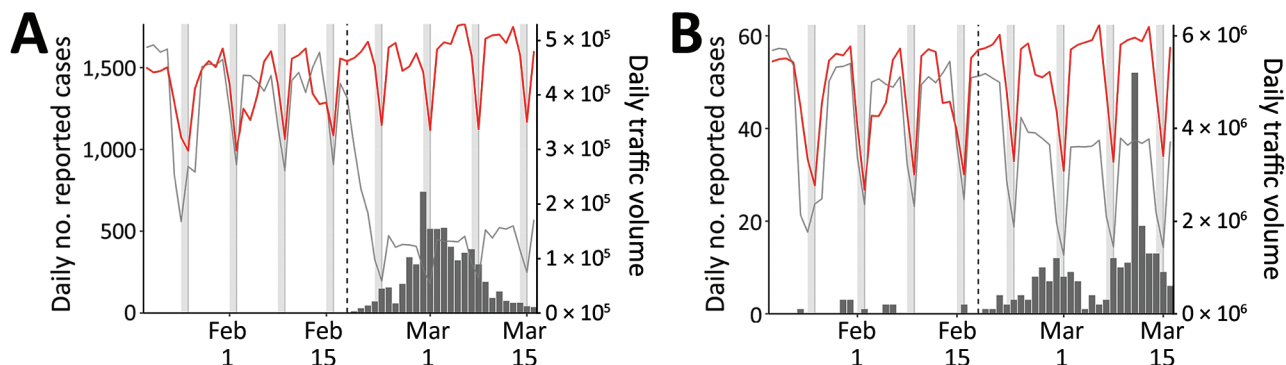 A
Daily no. reported cases
1,500
1,000
500
0
5 × 10⁵
4 × 10⁵
3 × 10⁵
2 × 10⁵
1 × 10⁵
0 × 10⁵
Daily traffic volume
Feb
1
Feb
15
Mar
1
Mar
15
B
Daily no. reported cases
60
40
20
0
6 × 10⁶
4 × 10⁶
2 × 10⁶
0 × 10⁶
Daily traffic volume
Feb
1
Feb
15
Mar
1
Mar
15